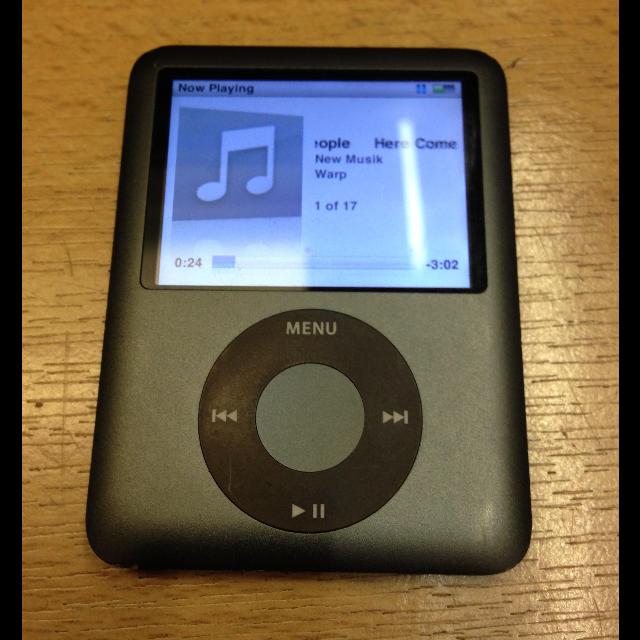 Now Playing
eople Here Come
New Musik
Warp
1 of 17
0:24 -3:02
MENU